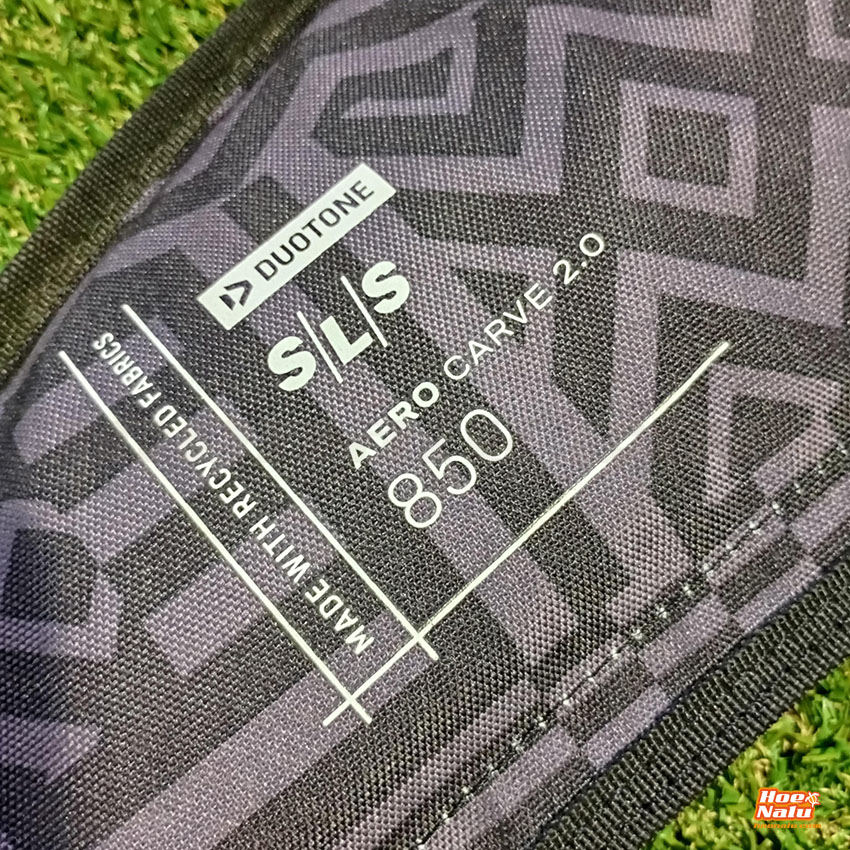 DUOTONE
S/L/S
AERO CARVE 2.0
850
MADE WITH RECYCLED FABRICS
Hoe
Nalu